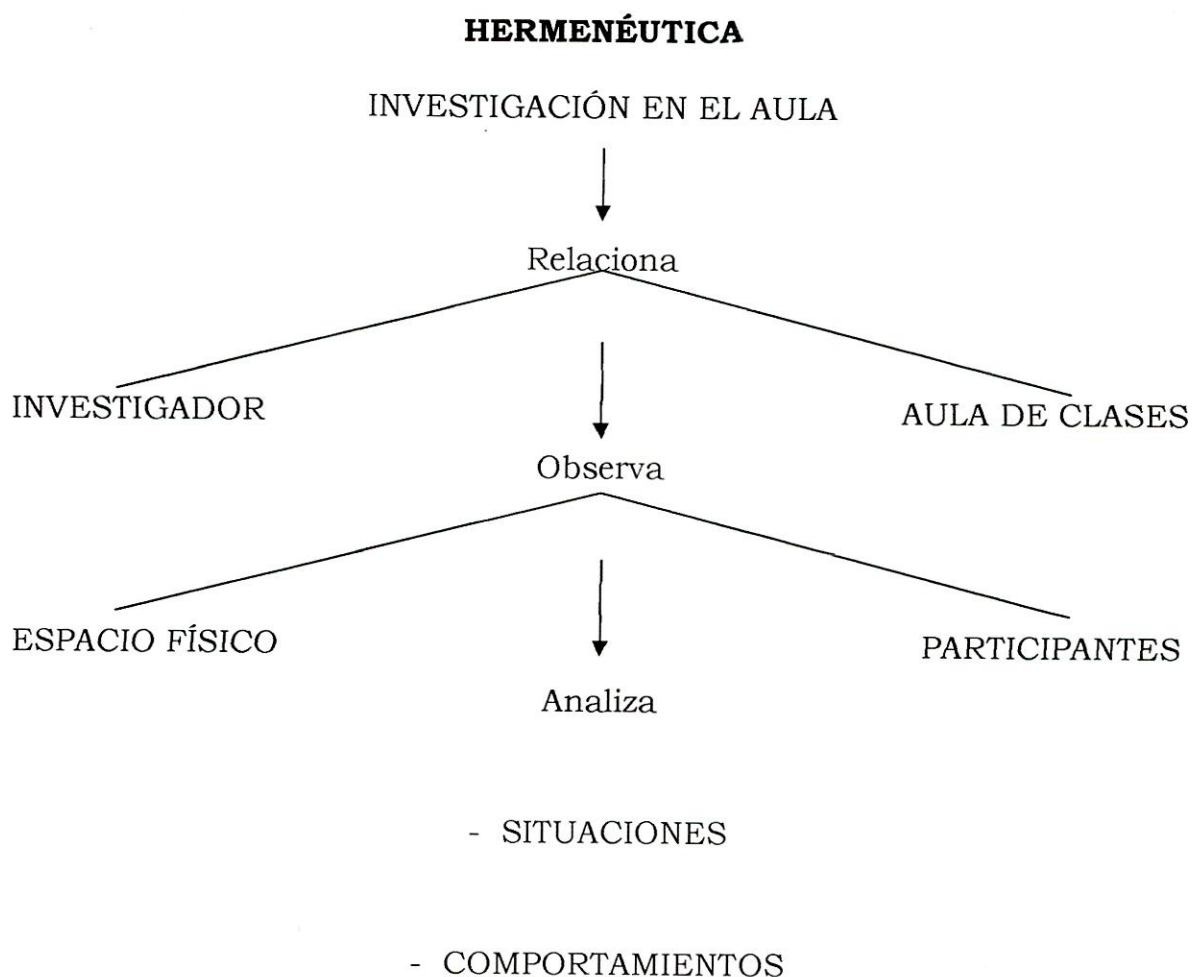 HERMENÉUTICA
INVESTIGACIÓN EN EL AULA
Relaciona
INVESTIGADOR
AULA DE CLASES
Observa
ESPACIO FÍSICO
PARTICIPANTES
Analiza
- SITUACIONES
- COMPORTAMIENTOS